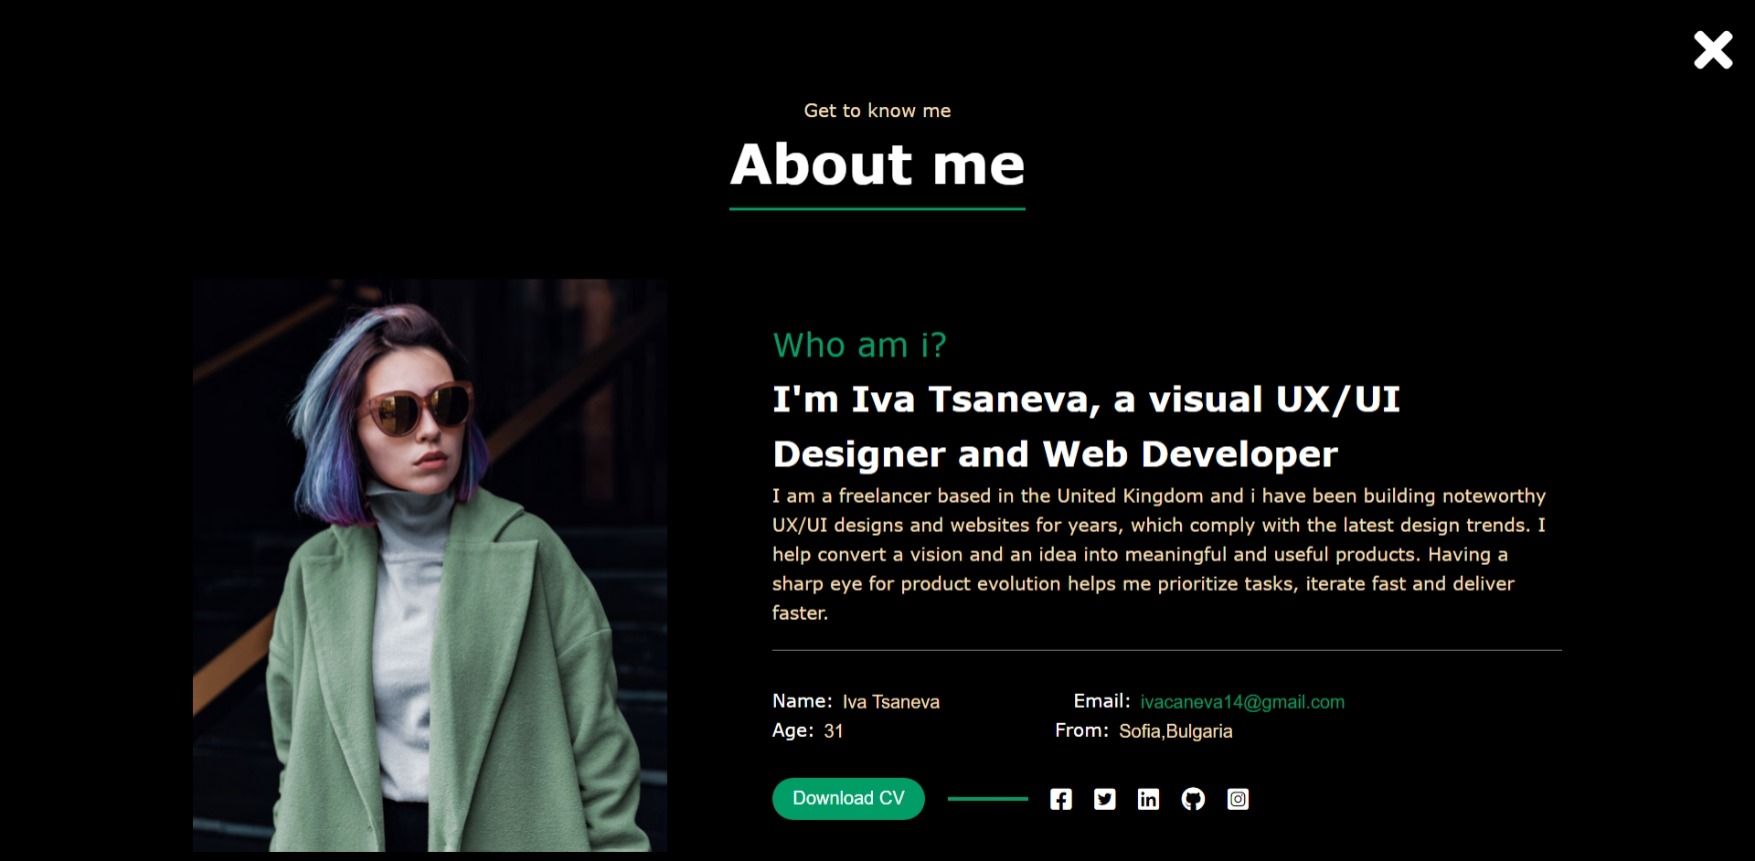 Get to know me
About me
Who am i?
I'm Iva Tsaneva, a visual UX/UI
Designer and Web Developer
I am a freelancer based in the United Kingdom and i have been building noteworthy
UX/UI designs and websites for years, which comply with the latest design trends. I
help convert a vision and an idea into meaningful and useful products. Having a
sharp eye for product evolution helps me prioritize tasks, iterate fast and deliver
faster.
Name: Iva Tsaneva Email: ivacaneva14@gmail.com
Age: 31 From: Sofia,Bulgaria
Download CV